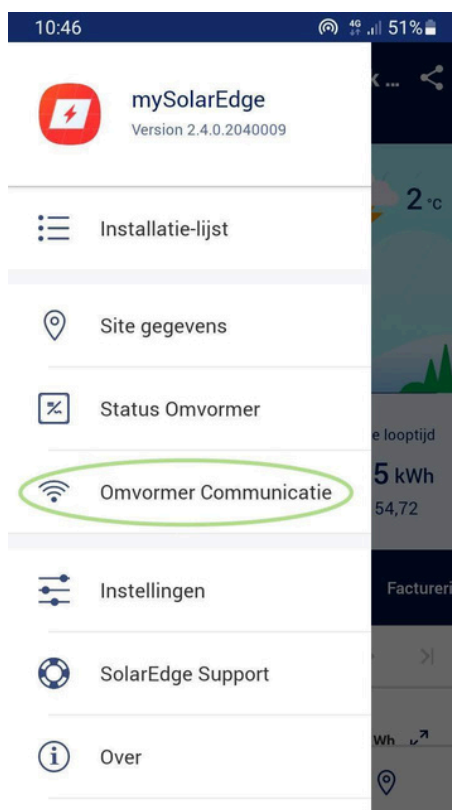 10:46
4G 51%
mySolarEdge
Version 2.4.0.2040009
2 °C
Installatie-lijst
Site gegevens
Status Omvormer
e looptijd
5 kWh
Omvormer Communicatie
54,72
Instellingen
Factureri
SolarEdge Support
Wh
Over